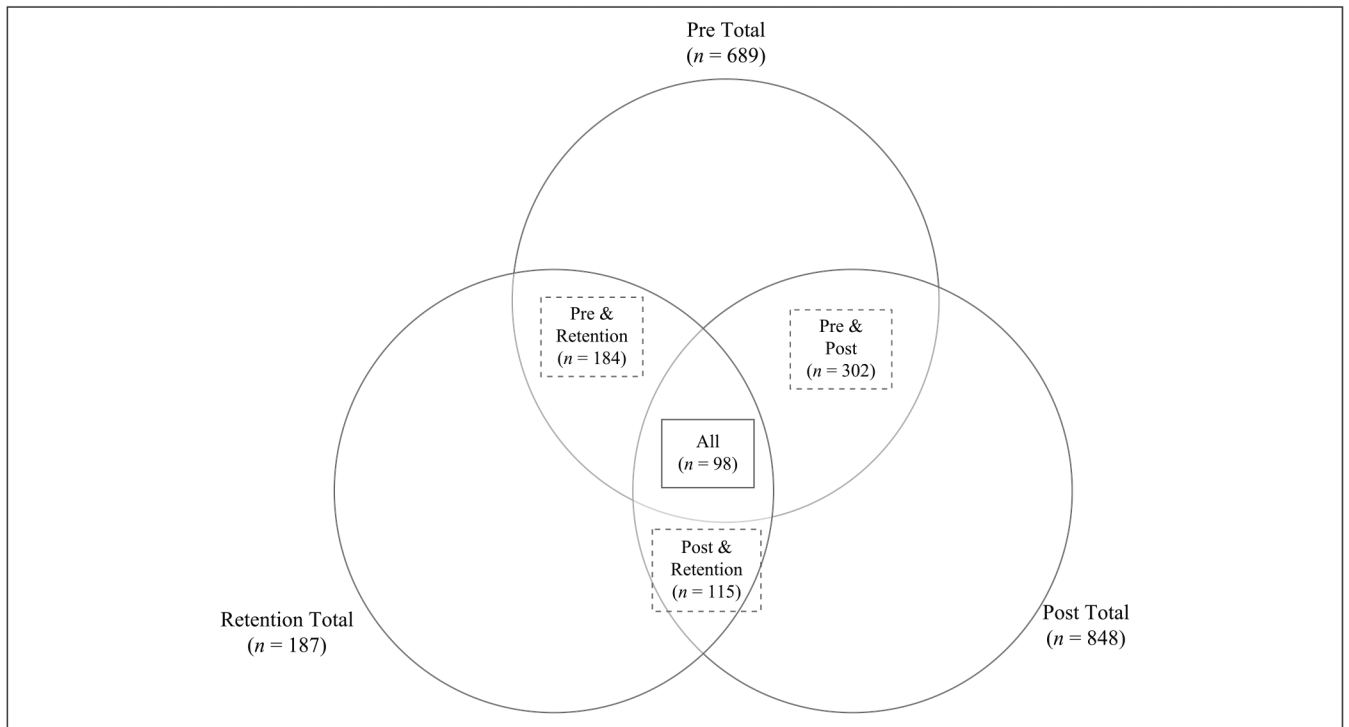 Pre Total
(n = 689)
Pre &
Retention
(n = 184)
Pre &
Post
(n = 302)
All
(n = 98)
Post &
Retention
(n = 115)
Retention Total
(n = 187)
Post Total
(n = 848)